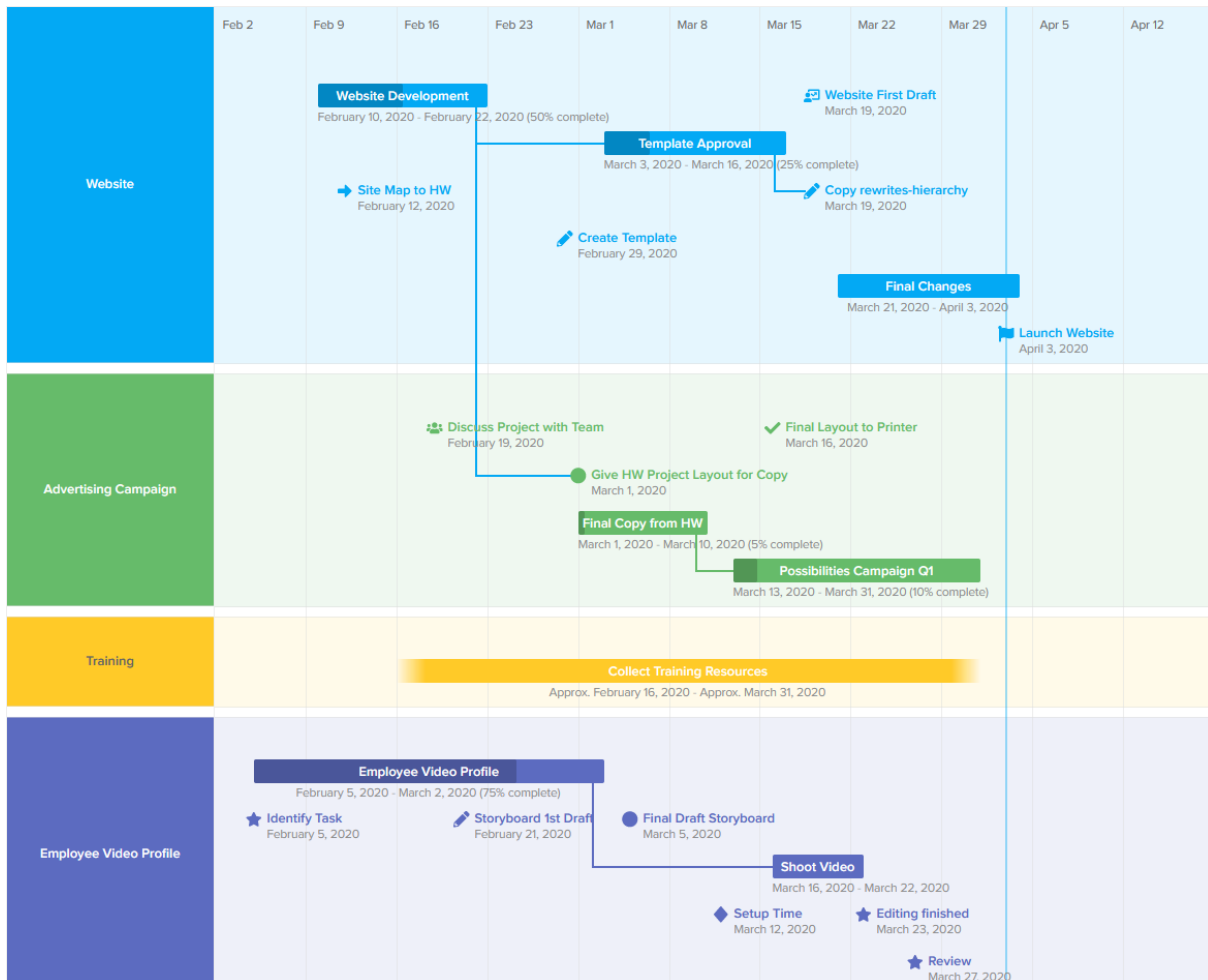 Feb 2
Feb 9
Feb 16
Feb 23
Mar 1
Mar 8
Mar 15
Mar 22
Mar 29
Apr 5
Apr 12
Website
Website Development
February 10, 2020 - February 22, 2020 (50% complete)
Website First Draft
March 19, 2020
Template Approval
March 3, 2020 - March 16, 2020 (25% complete)
Site Map to HW
February 12, 2020
Copy rewrites-hierarchy
March 19, 2020
Create Template
February 29, 2020
Final Changes
March 21, 2020 - April 3, 2020
Launch Website
April 3, 2020
Advertising Campaign
Discuss Project with Team
February 19, 2020
Final Layout to Printer
March 16, 2020
Give HW Project Layout for Copy
March 1, 2020
Final Copy from HW
March 1, 2020 - March 10, 2020 (5% complete)
Possibilities Campaign Q1
March 13, 2020 - March 31, 2020 (10% complete)
Training
Collect Training Resources
Approx. February 16, 2020 - Approx. March 31, 2020
Employee Video Profile
Employee Video Profile
February 5, 2020 - March 2, 2020 (75% complete)
Identify Task
February 5, 2020
Storyboard 1st Draft
February 21, 2020
Final Draft Storyboard
March 5, 2020
Shoot Video
March 16, 2020 - March 22, 2020
Setup Time
March 12, 2020
Editing finished
March 23, 2020
Review
March 27, 2020